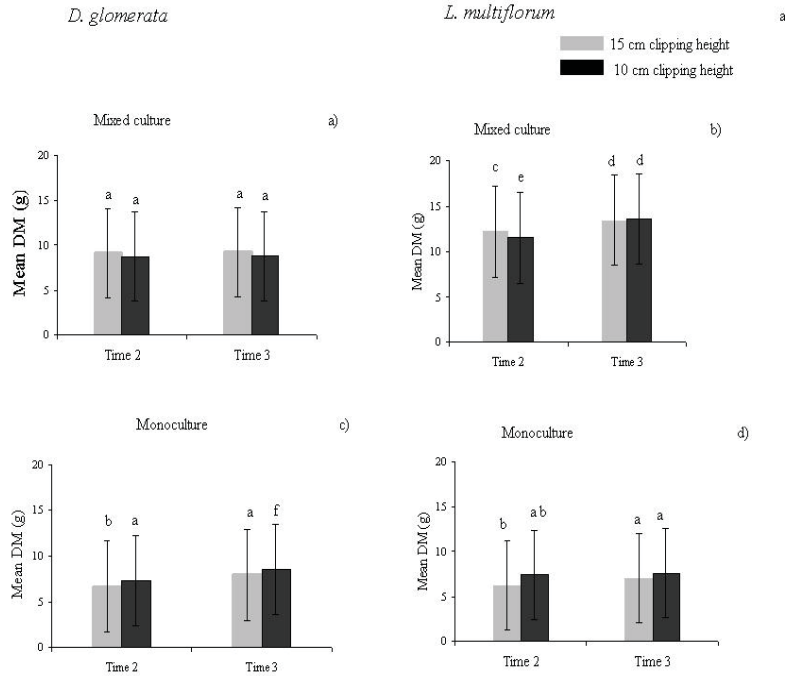 D. glomerata
L. multiflorum
a
15 cm clipping height
10 cm clipping height
Mixed culture
a)
Mean DM (g)
20
15
10
5
0
a a a a
Time 2 Time 3
Mixed culture
b)
Mean DM (g)
20
15
10
5
0
c e d d
Time 2 Time 3
Monoculture
c)
Mean DM (g)
20
15
10
5
0
b a a f
Time 2 Time 3
Monoculture
d)
Mean DM (g)
20
15
10
5
0
b a b a a
Time 2 Time 3